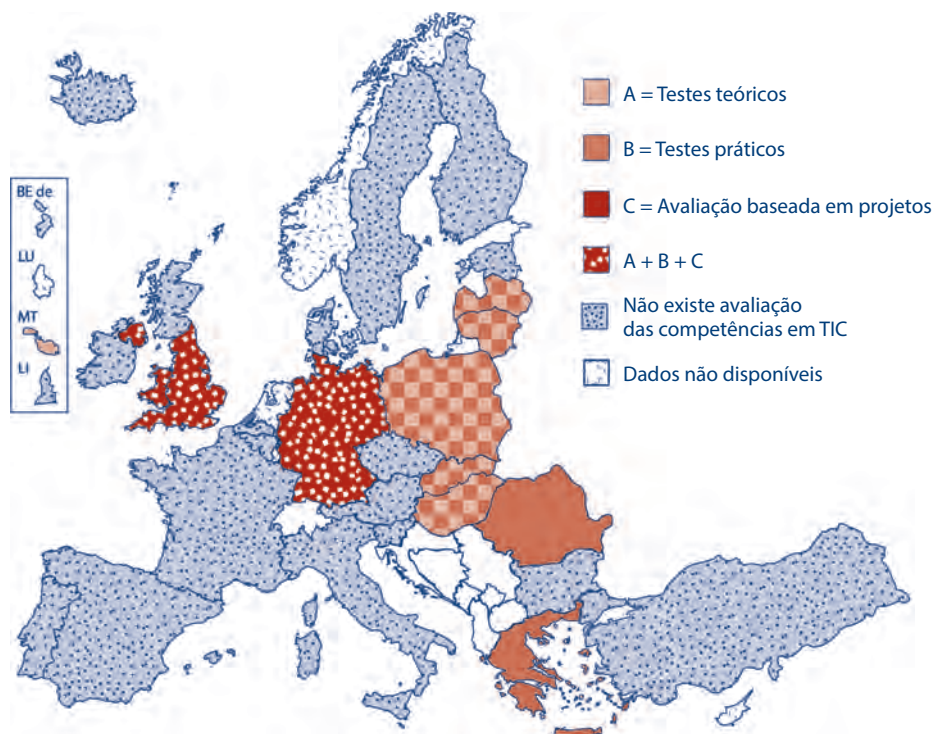 A = Testes teóricos
B = Testes práticos
C = Avaliação baseada em projetos
A + B + C
Não existe avaliação
das competências em TIC
Dados não disponíveis
BE de
LU
MT
LI